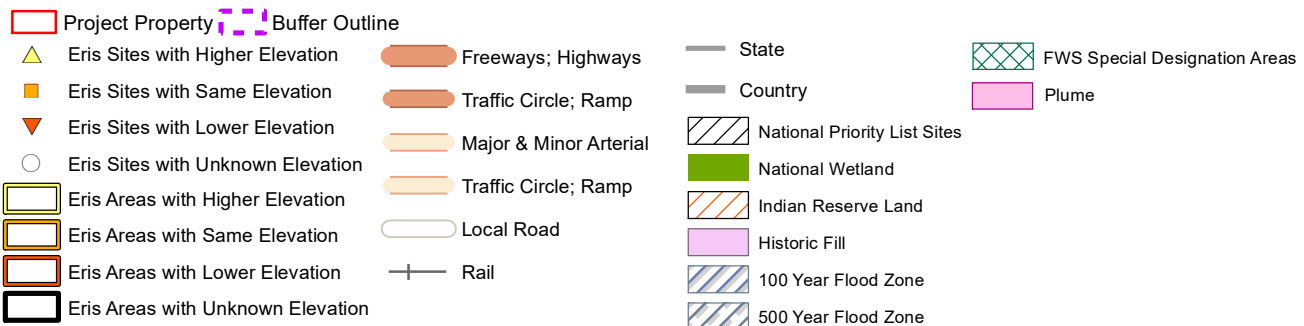 Project Property Buffer Outline
Eris Sites with Higher Elevation
Eris Sites with Same Elevation
Eris Sites with Lower Elevation
Eris Sites with Unknown Elevation
Eris Areas with Higher Elevation
Eris Areas with Same Elevation
Eris Areas with Lower Elevation
Eris Areas with Unknown Elevation
Freeways; Highways
Traffic Circle; Ramp
Major & Minor Arterial
Traffic Circle; Ramp
Local Road
Rail
State
Country
National Priority List Sites
National Wetland
Indian Reserve Land
Historic Fill
100 Year Flood Zone
500 Year Flood Zone
FWS Special Designation Areas
Plume